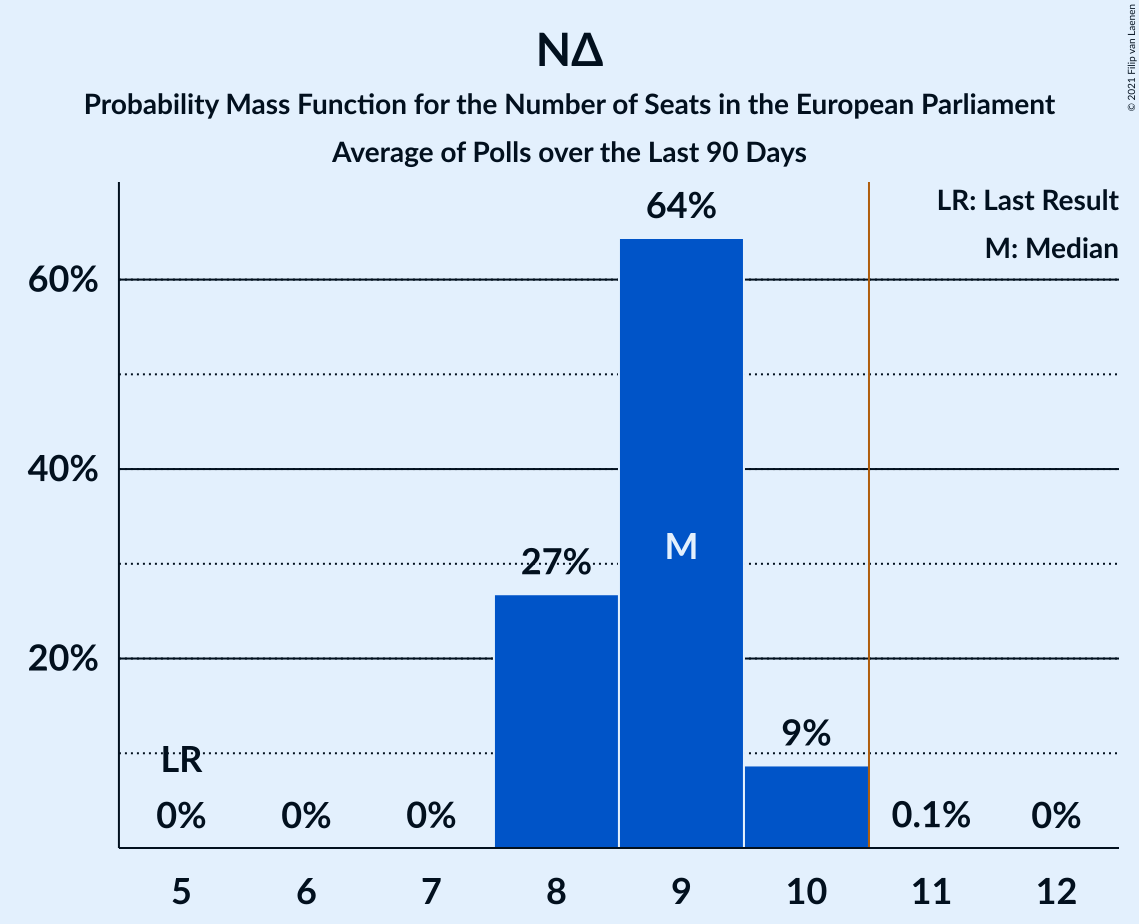 ΝΔ
Probability Mass Function for the Number of Seats in the European Parliament
Average of Polls over the Last 90 Days
© 2021 Filip van Laenen
LR: Last Result
M: Median
60%
40%
20%
LR
0%
0%
0%
27%
64%
M
9%
0.1%
0%
5 6 7 8 9 10 11 12